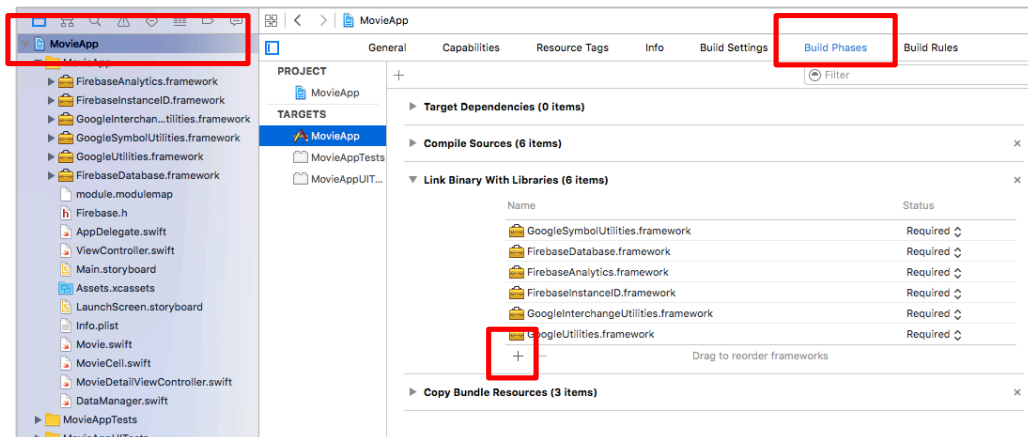 MovieApp
General Capabilities Resource Tags Info Build Settings Build Phases Build Rules
MovieApp
MovieApp
FirebaseAnalytics.framework
FirebaseInstanceID.framework
GoogleInterchan...tilities.framework
GoogleSymbolUtilities.framework
GoogleUtilities.framework
FirebaseDatabase.framework
module.modulemap
Firebase.h
AppDelegate.swift
ViewController.swift
Main.storyboard
Assets.xcassets
LaunchScreen.storyboard
Info.plist
Movie.swift
MovieCell.swift
MovieDetailViewController.swift
DataManager.swift
MovieAppTests
MovieAppUITests
PROJECT
MovieApp
TARGETS
MovieApp
MovieAppTests
MovieAppUIT...
Filter
Target Dependencies (0 items)
Compile Sources (6 items)
Link Binary With Libraries (6 items)
Name Status
GoogleSymbolUtilities.framework Required
FirebaseDatabase.framework Required
FirebaseAnalytics.framework Required
FirebaseInstanceID.framework Required
GoogleInterchangeUtilities.framework Required
GoogleUtilities.framework Required
Drag to reorder frameworks
Copy Bundle Resources (3 items)